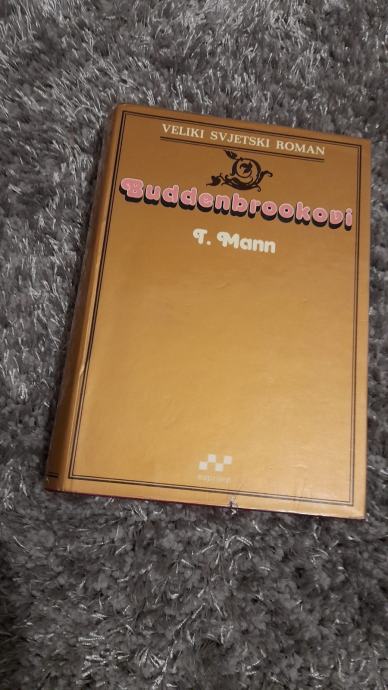 VELIKI SVJETSKI ROMAN
Buddenbrookovi
T. Mann